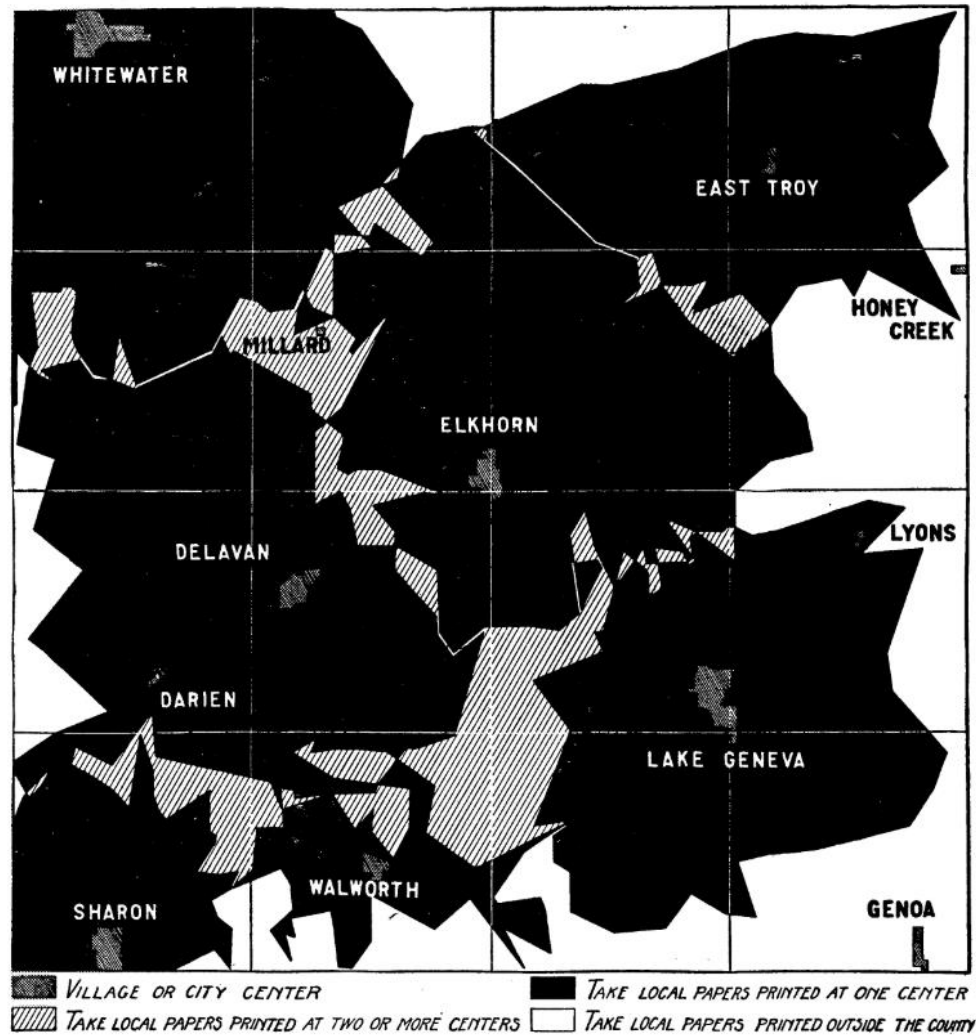 WHITEWATER
EAST TROY
HONEY
CREEK
MILLARD
ELKHORN
DELAVAN
LYONS
DARIEN
LAKE GENEVA
WALWORTH
SHARON
GENOA
VILLAGE OR CITY CENTER
TAKE LOCAL PAPERS PRINTED AT ONE CENTER
TAKE LOCAL PAPERS PRINTED AT TWO OR MORE CENTERS
TAKE LOCAL PAPERS PRINTED OUTSIDE THE COUNTY